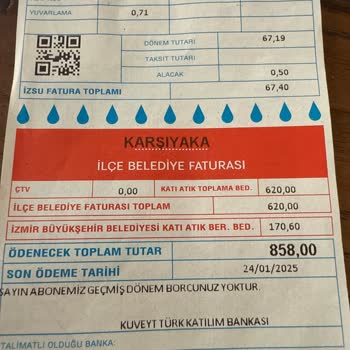 YUVARLAMA 0,71
DÖNEM TUTARI 67,19
TAKSIT TUTARI
ALACAK 0,50
İZSU FATURA TOPLAMI 67,40
KARŞIYAKA
İLÇE BELEDİYE FATURASI
ÇTV 0,00 KATI ATIK TOPLAMA BED. 620,00
İLÇE BELEDİYE FATURASI TOPLAM 620,00
İZMİR BÜYÜKŞEHİR BELEDİYESİ KATI ATIK BER. BED. 170,60
ÖDENECEK TOPLAM TUTAR 858,00
SON ÖDEME TARİHİ 24/01/2025
SAYIN ABONEMİZ GEÇMİŞ DÖNEM BORCUNUZ YOKTUR.
KUVEYT TÜRK KATILIM BANKASI
TALİMATLI OLDUĞU BANKA: